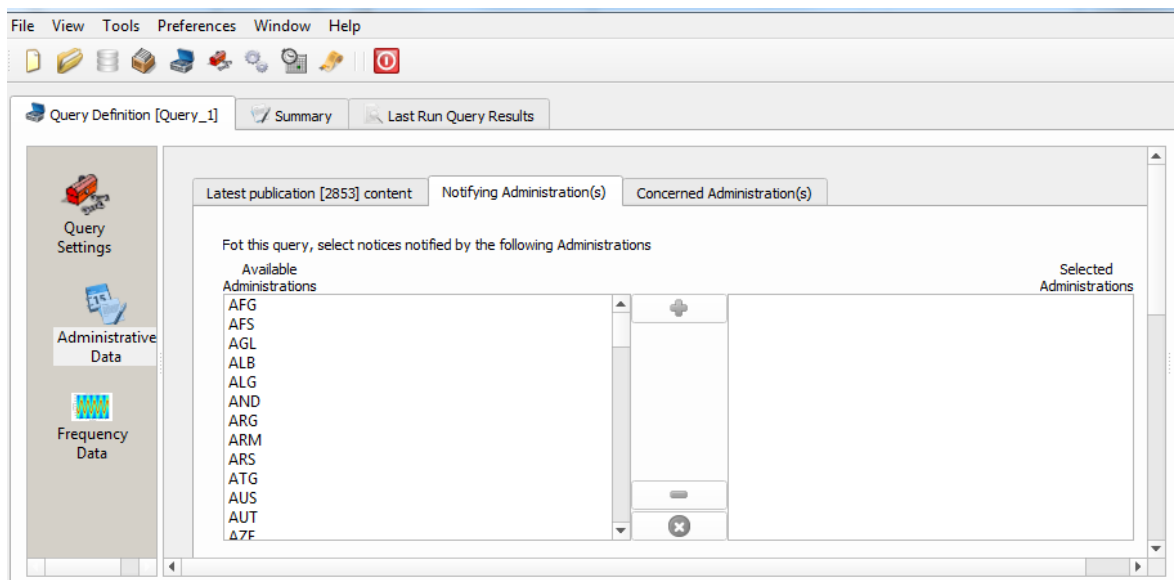 File View Tools Preferences Window Help
Query Definition [Query_1] Summary Last Run Query Results
Latest publication [2853] content Notifying Administration(s) Concerned Administration(s)
Query
Settings
Administrative
Data
Frequency
Data
Fot this query, select notices notified by the following Administrations
Available
Administrations
Selected
Administrations
AFG
AFS
AGL
ALB
ALG
AND
ARG
ARM
ARS
ATG
AUS
AUT
AZE